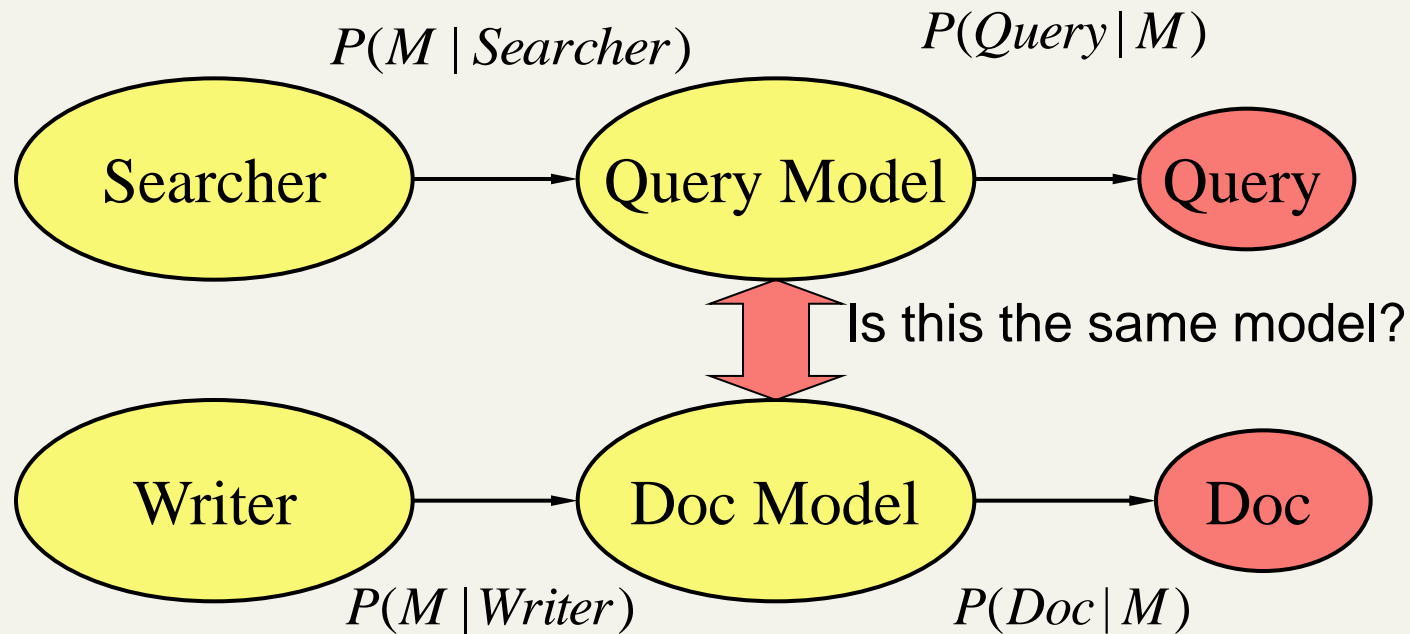 P(M | Searcher)
P(Query | M)
Searcher
Query Model
Query
Is this the same model?
Writer
Doc Model
Doc
P(M | Writer)
P(Doc | M)